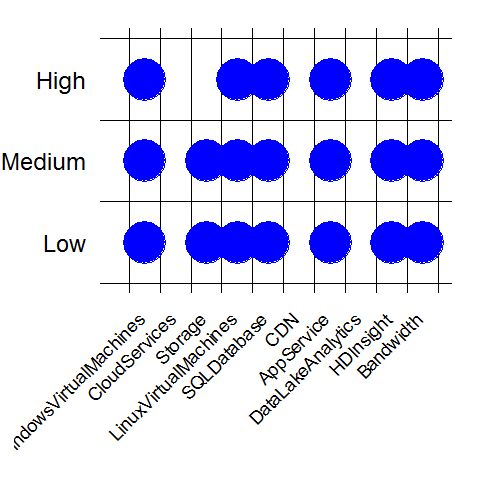 High
Medium
Low
ndowsVirtualMachines
CloudServices
Storage
LinuxVirtualMachines
SQLDatabase
CDN
AppService
DataLakeAnalytics
HDInsight
Bandwidth